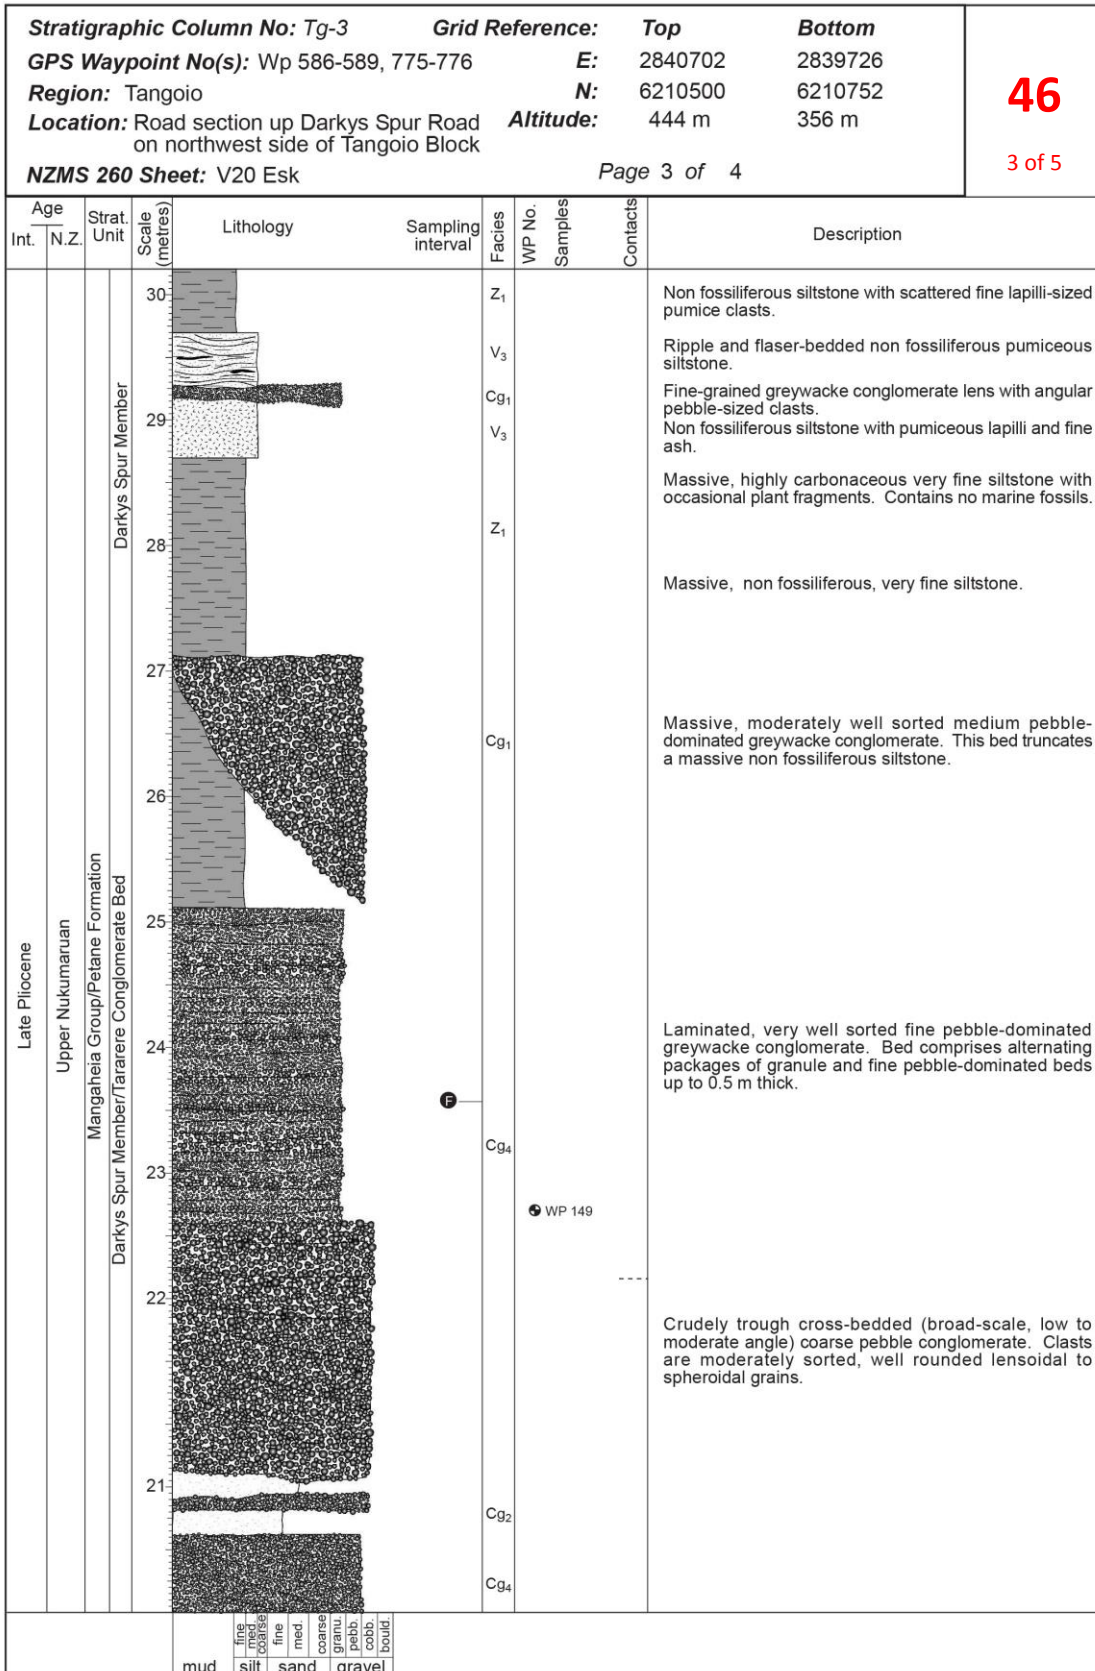 Stratigraphic Column No: Tg-3 Grid Reference: Top Bottom
GPS Waypoint No(s): Wp 586-589, 775-776 E: 2840702 2839726
Region: Tangoio N: 6210500 6210752
Location: Road section up Darkys Spur Road Altitude: 444 m 356 m
on northwest side of Tangoio Block
NZMS 260 Sheet: V20 Esk Page 3 of 4
46
3 of 5
Age
Int. N.Z.
Strat. Unit
Scale (metres)
Lithology
Sampling interval
Facies
WP No.
Samples
Contacts
Description
Late Pliocene
Upper Nukumaruan
Mangaheia Group/Petane Formation
Darkys Spur Member/Tararere Conglomerate Bed
Darkys Spur Member
30
29
28
27
26
25
24
23
22
21
Z1
V3
Cg1
V3
Z1
Cg1
Cg4
Cg2
Cg4
F
WP 149
Non fossiliferous siltstone with scattered fine lapilli-sized
pumice clasts.
Ripple and flaser-bedded non fossiliferous pumiceous
siltstone.
Fine-grained greywacke conglomerate lens with angular
pebble-sized clasts.
Non fossiliferous siltstone with pumiceous lapilli and fine
ash.
Massive, highly carbonaceous very fine siltstone with
occasional plant fragments. Contains no marine fossils.
Massive, non fossiliferous, very fine siltstone.
Massive, moderately well sorted medium pebble-
dominated greywacke conglomerate. This bed truncates
a massive non fossiliferous siltstone.
Laminated, very well sorted fine pebble-dominated
greywacke conglomerate. Bed comprises alternating
packages of granule and fine pebble-dominated beds
up to 0.5 m thick.
Crudely trough cross-bedded (broad-scale, low to
moderate angle) coarse pebble conglomerate. Clasts
are moderately sorted, well rounded lensoidal to
spheroidal grains.
fine med. coarse fine med. coarse granu. pebb. cobb. bould.
mud silt sand gravel